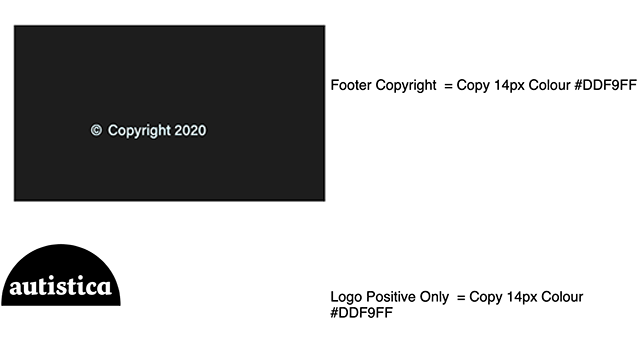 Footer Copyright  = Copy 14px Colour #DDF9FF
© Copyright 2020
autistica
Logo Positive Only  = Copy 14px Colour
#DDF9FF